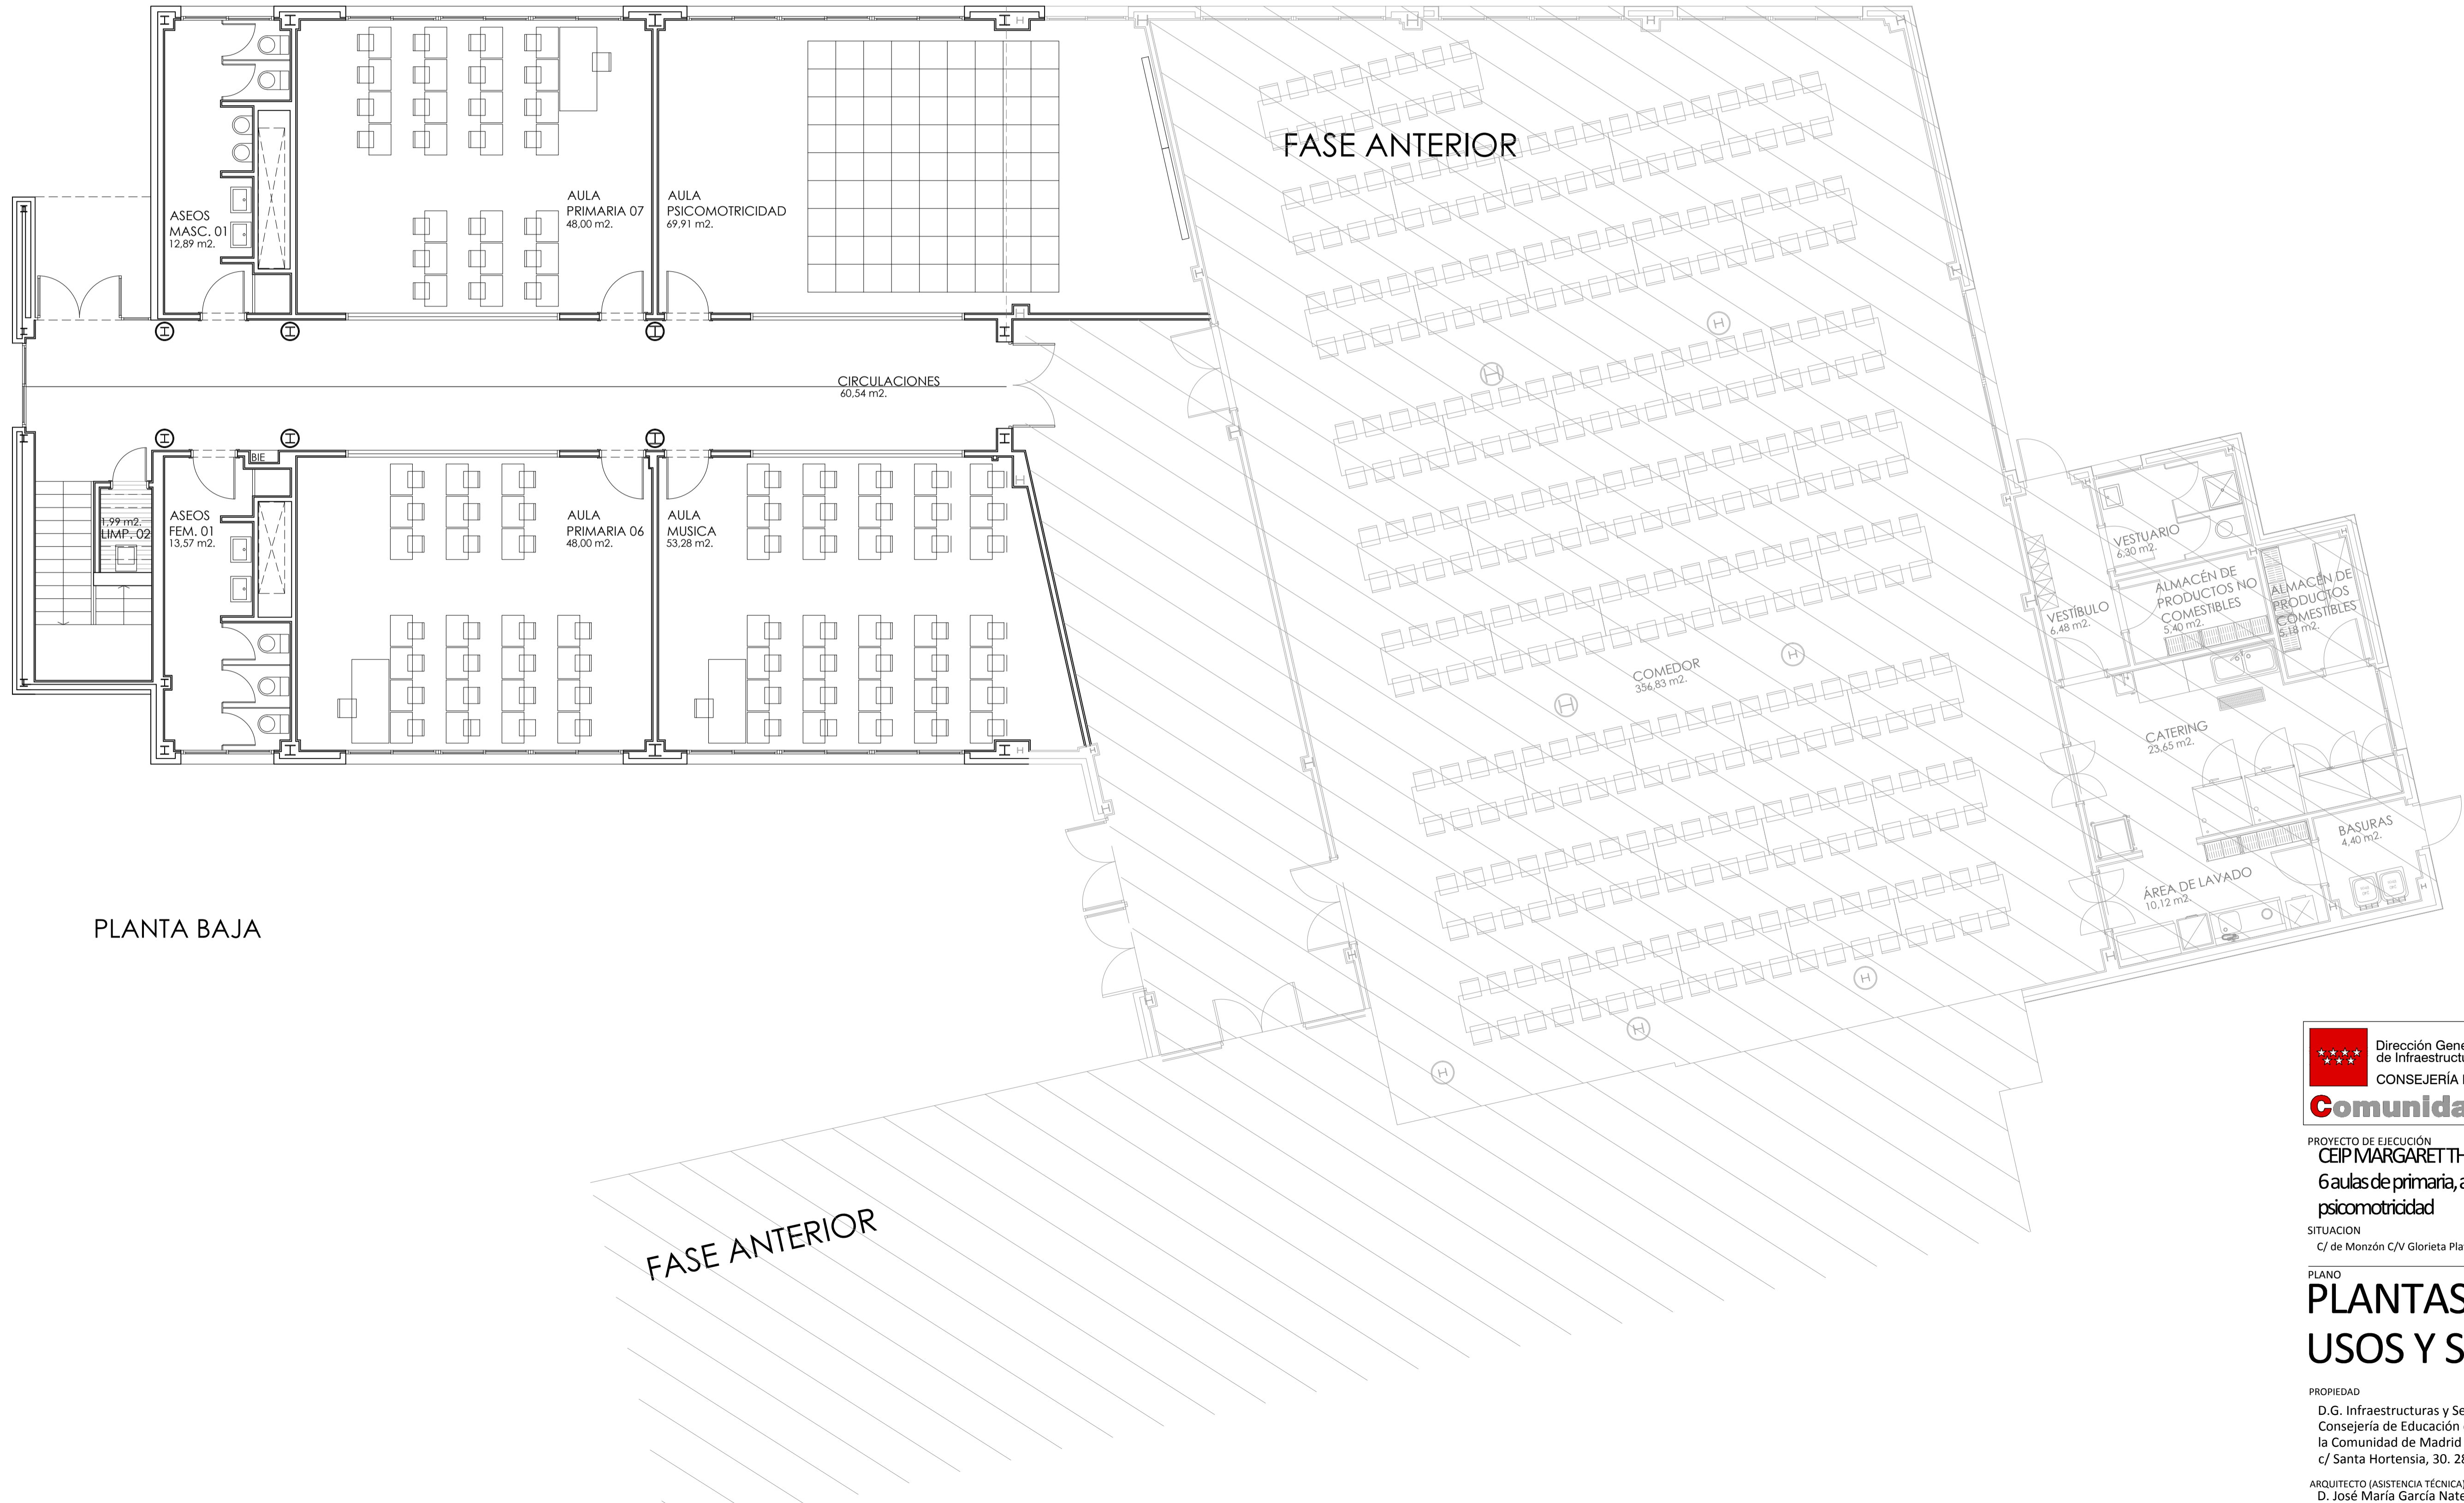 FASE ANTERIOR
ASEOS
MASC. 01
12,89 m2.
AULA
PRIMARIA 07
48,00 m2.
AULA
PSICOMOTRICIDAD
69,91 m2.
CIRCULACIONES
60,54 m2.
BIE
1,99 m2.
LIMP. 02
ASEOS
FEM. 01
13,57 m2.
AULA
PRIMARIA 06
48,00 m2.
AULA
MUSICA
53,28 m2.
VESTUARIO
6,30 m2.
ALMACÉN DE
PRODUCTOS NO
COMESTIBLES
5,40 m2.
ALMACÉN DE
PRODUCTOS
COMESTIBLES
5,18 m2.
VESTÍBULO
6,48 m2.
COMEDOR
356,83 m2.
CATERING
23,65 m2.
BASURAS
4,40 m2.
ÁREA DE LAVADO
10,12 m2.
PLANTA BAJA
FASE ANTERIOR
Dirección Gene
de Infraestructu
CONSEJERÍA
Comunida
PROYECTO DE EJECUCIÓN
CEIP MARGARET TH
6 aulas de primaria, a
psicomotricidad
SITUACION
C/ de Monzón C/V Glorieta Pla
PLANO
PLANTAS
USOS Y S
PROPIEDAD
D.G. Infraestructuras y Se
Consejería de Educación
la Comunidad de Madrid
c/ Santa Hortensia, 30. 28
ARQUITECTO (ASISTENCIA TÉCNICA)
D. José María García Nate